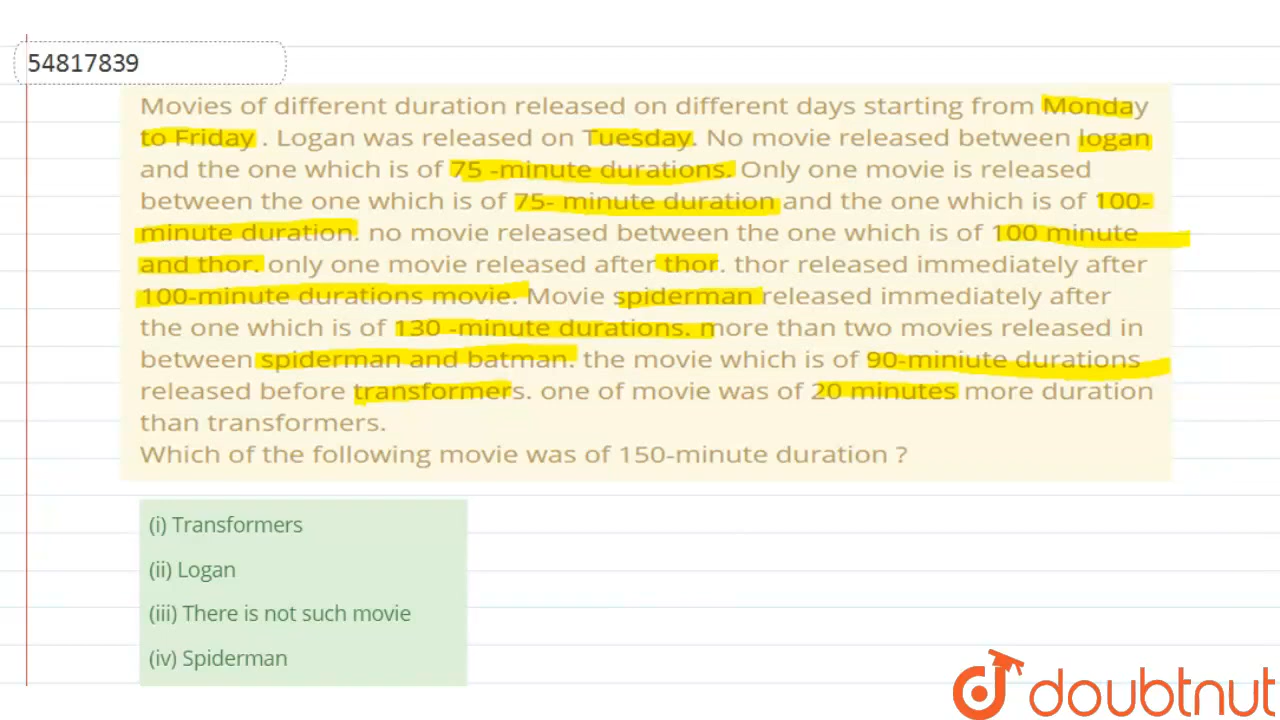 54817839
Movies of different duration released on different days starting from Monday
to Friday . Logan was released on Tuesday. No movie released between logan
and the one which is of 75 -minute durations. Only one movie is released
between the one which is of 75- minute duration and the one which is of 100-
minute duration. no movie released between the one which is of 100 minute
and thor. only one movie released after thor. thor released immediately after
100-minute durations movie. Movie spiderman released immediately after
the one which is of 130 -minute durations. more than two movies released in
between spiderman and batman. the movie which is of 90-miniute durations
released before transformers. one of movie was of 20 minutes more duration
than transformers.
Which of the following movie was of 150-minute duration ?
(i) Transformers
(ii) Logan
(iii) There is not such movie
(iv) Spiderman
doubtnut